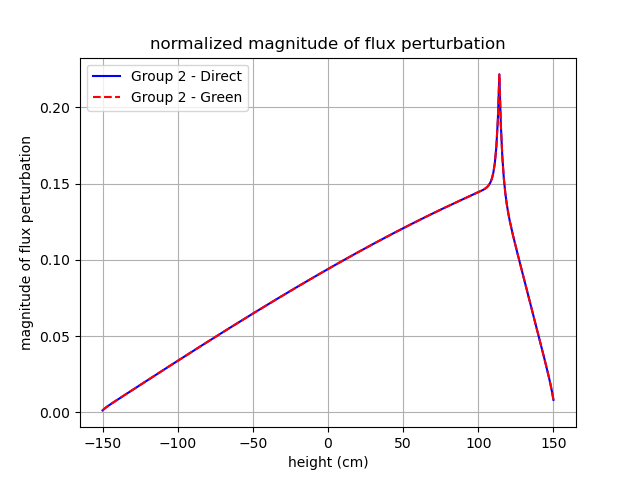 normalized magnitude of flux perturbation
Group 2 - Direct
Group 2 - Green
magnitude of flux perturbation
0.20
0.15
0.10
0.05
0.00
−150
−100
−50
0
50
100
150
height (cm)